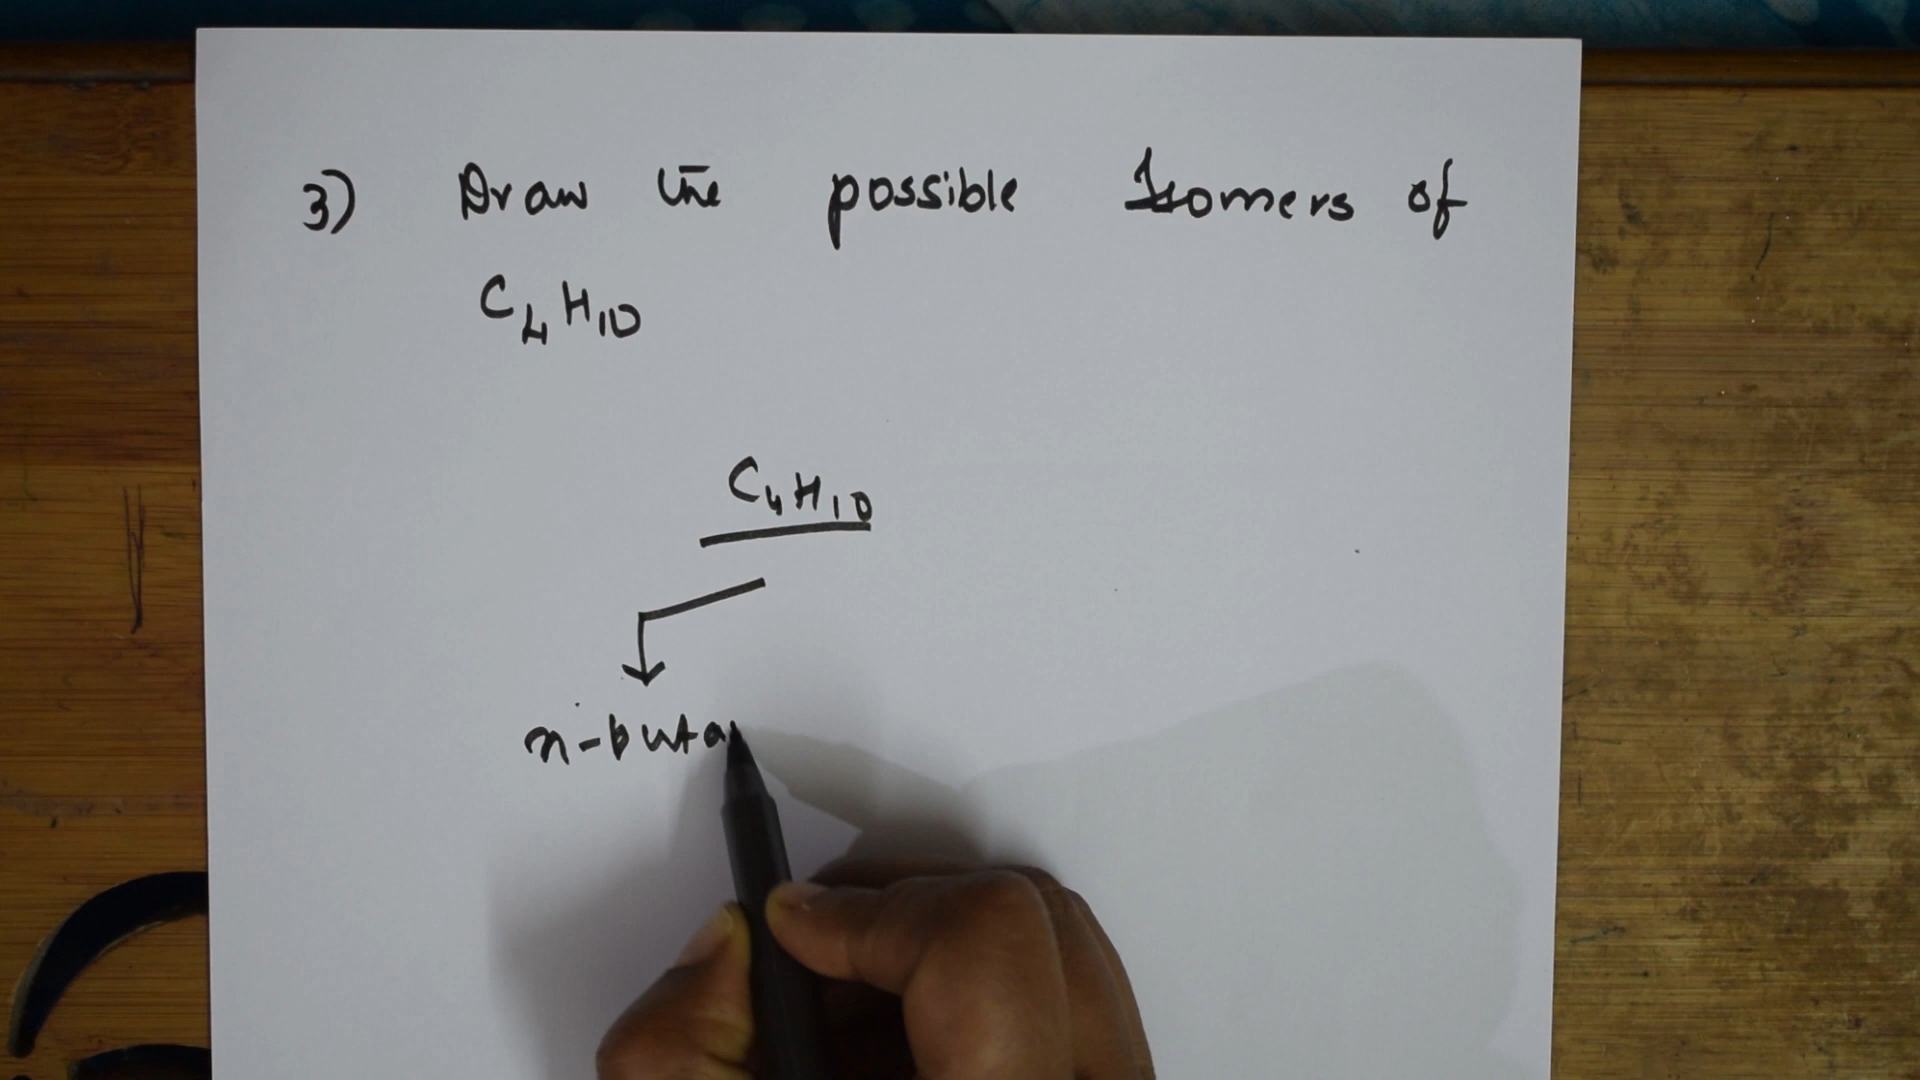 3) Draw the possible Isomers of
C₄H₁₀
C₄H₁₀
n-buta